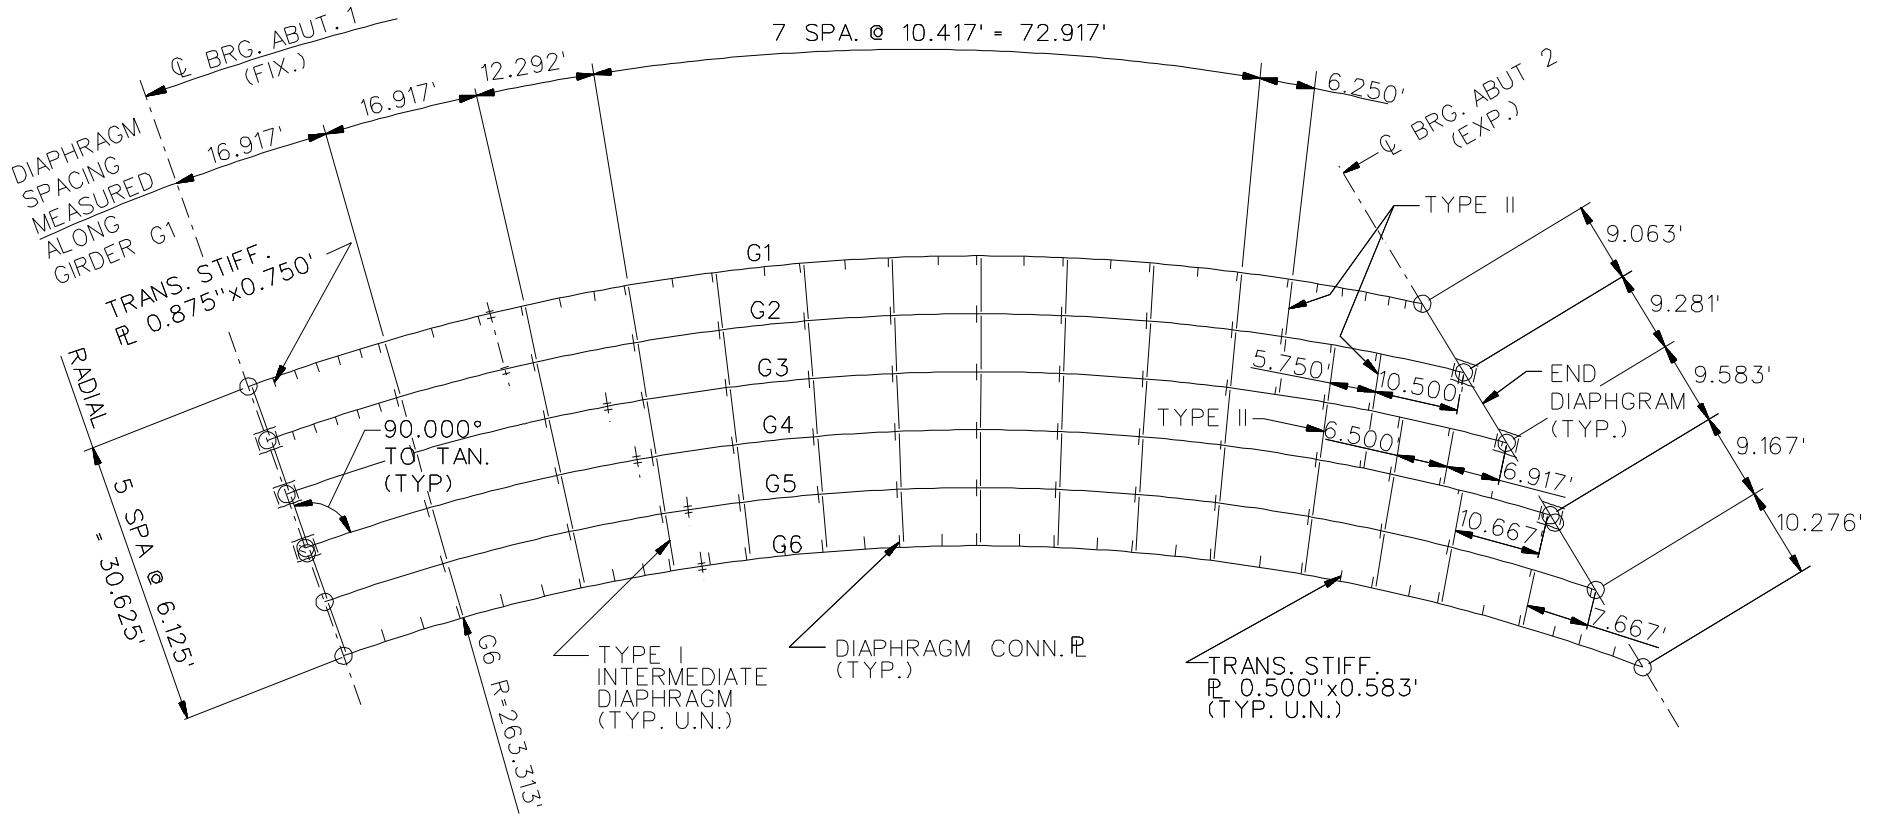 7 SPA. @ 10.417' = 72.917'
℄ BRG. ABUT. 1
(FIX.)
12.292'
16.917'
16.917'
6.250'
℄ BRG. ABUT 2
(EXP.)
DIAPHRAGM
SPACING
MEASURED
ALONG
GIRDER G1
TRANS. STIFF.
℄ 0.875"x0.750'
TYPE II
9.063'
9.281'
9.583'
9.167'
10.276'
G1
G2
G3
G4
G5
G6
RADIAL
5 SPA @ 6.125'
= 30.625'
90.000°
TO TAN.
(TYP)
5.750'
10.500'
END
DIAPHGRAM
(TYP.)
TYPE II
6.500'
6.917'
10.667'
7.667'
G6 R=263.313'
TYPE I
INTERMEDIATE
DIAPHRAGM
(TYP. U.N.)
DIAPHRAGM CONN. ℄
(TYP.)
TRANS. STIFF.
℄ 0.500"x0.583'
(TYP. U.N.)